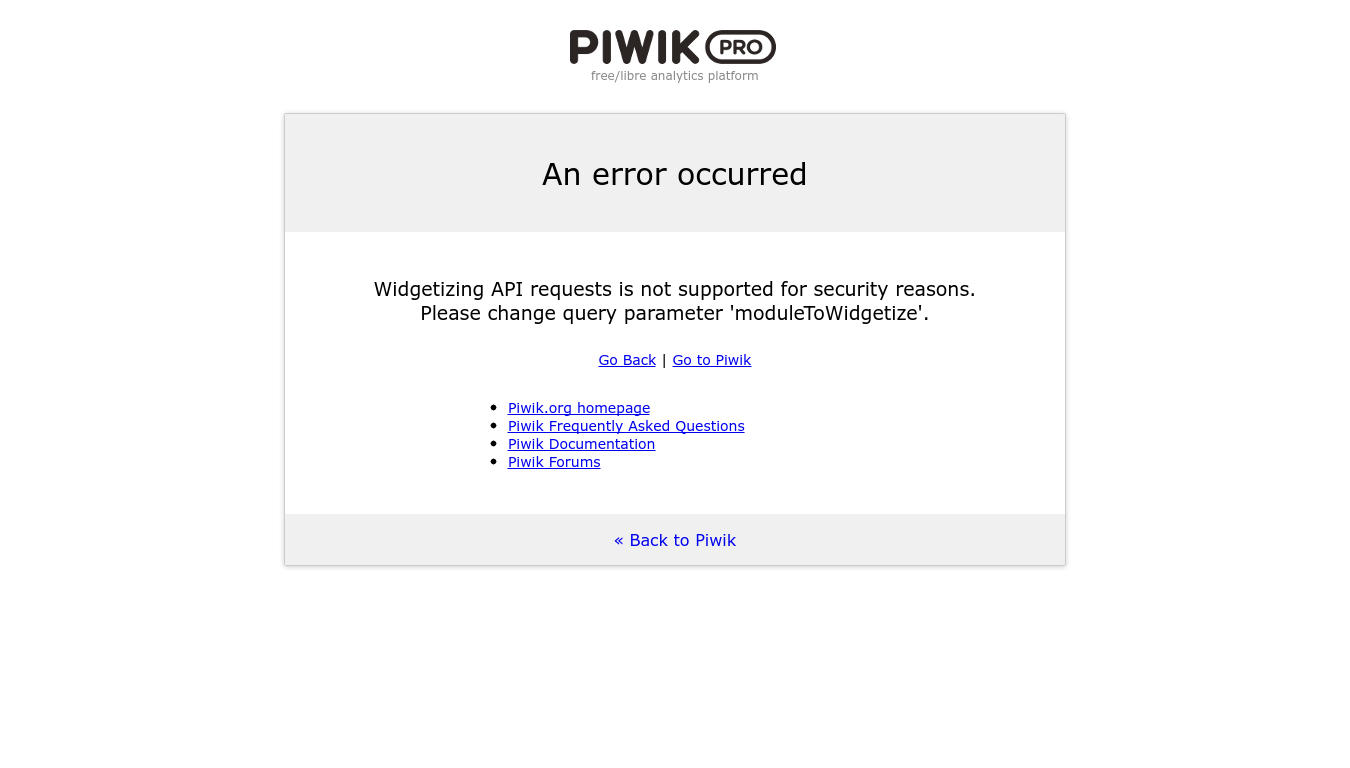 PIWIK PRO
free/libre analytics platform
An error occurred
Widgetizing API requests is not supported for security reasons.
Please change query parameter 'moduleToWidgetize'.
Go Back | Go to Piwik
Piwik.org homepage
Piwik Frequently Asked Questions
Piwik Documentation
Piwik Forums
« Back to Piwik